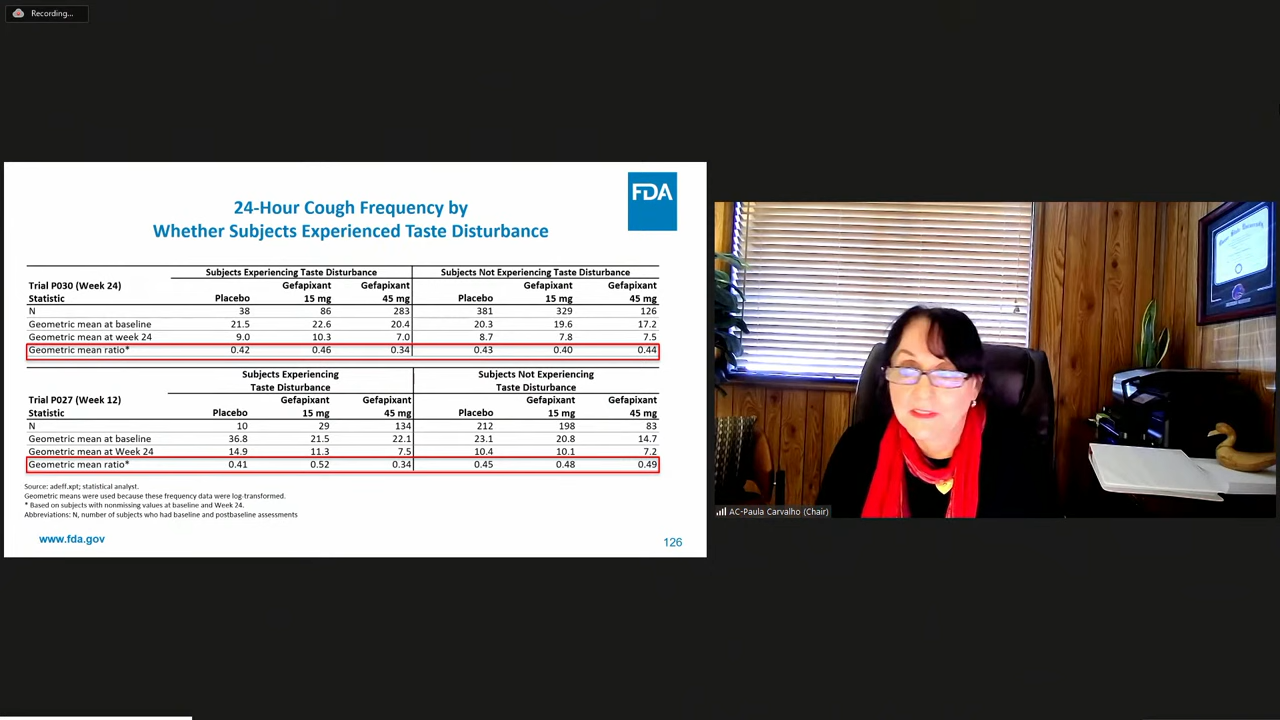 Recording...
FDA
24-Hour Cough Frequency by
Whether Subjects Experienced Taste Disturbance
Subjects Experiencing Taste Disturbance Subjects Not Experiencing Taste Disturbance
Trial P030 (Week 24) Gefapixant Gefapixant Gefapixant Gefapixant
Statistic Placebo 15 mg 45 mg Placebo 15 mg 45 mg
N 38 86 283 381 329 126
Geometric mean at baseline 21.5 22.6 20.4 20.3 19.6 17.2
Geometric mean at week 24 9.0 10.3 7.0 8.7 7.8 7.5
Geometric mean ratio* 0.42 0.46 0.34 0.43 0.40 0.44
Subjects Experiencing Subjects Not Experiencing
Taste Disturbance Taste Disturbance
Trial P027 (Week 12) Gefapixant Gefapixant Gefapixant Gefapixant
Statistic Placebo 15 mg 45 mg Placebo 15 mg 45 mg
N 10 29 134 212 198 83
Geometric mean at baseline 36.8 21.5 22.1 23.1 20.8 14.7
Geometric mean at Week 24 14.9 11.3 7.5 10.4 10.1 7.2
Geometric mean ratio* 0.41 0.52 0.34 0.45 0.48 0.49
Source: adeff.xpt; statistical analyst.
Geometric means were used because these frequency data were log-transformed.
* Based on subjects with nonmissing values at baseline and Week 24.
Abbreviations: N, number of subjects who had baseline and postbaseline assessments
www.fda.gov
126
AC-Paula Carvalho (Chair)